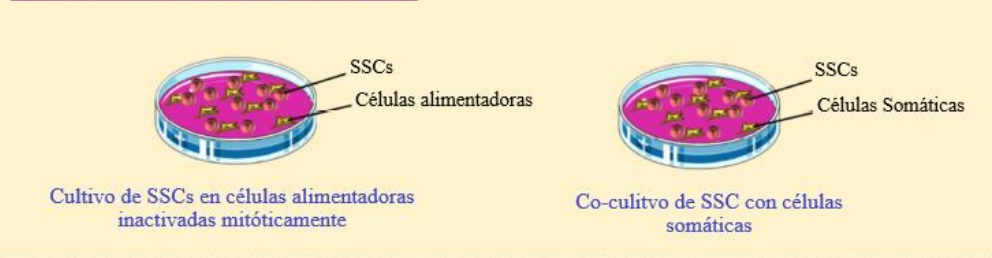 SSCs
Células alimentadoras
Cultivo de SSCs en células alimentadoras
inactivadas mitóticamente
SSCs
Células Somáticas
Co-culitvo de SSC con células
somáticas